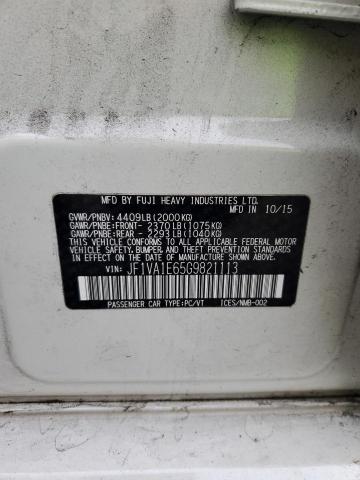 MFD BY FUJI HEAVY INDUSTRIES LTD.
MFD IN 10/15
GVWR/PNBV: 4409LB(2000KG)
GAWR/PNBE:FRONT- 2370LB(1075KG)
GAWR/PNBE:REAR - 2293LB(1040KG)
THIS VEHICLE CONFORMS TO ALL APPLICABLE FEDERAL MOTOR
VEHICLE SAFETY, BUMPER, AND THEFT PREVENTION STANDARDS
IN EFFECT ON THE DATE OF MANUFACTURE SHOWN ABOVE.
VIN: JF1VA1E65G9821113
PASSENGER CAR TYPE:PC/VT ICES/NMB-002